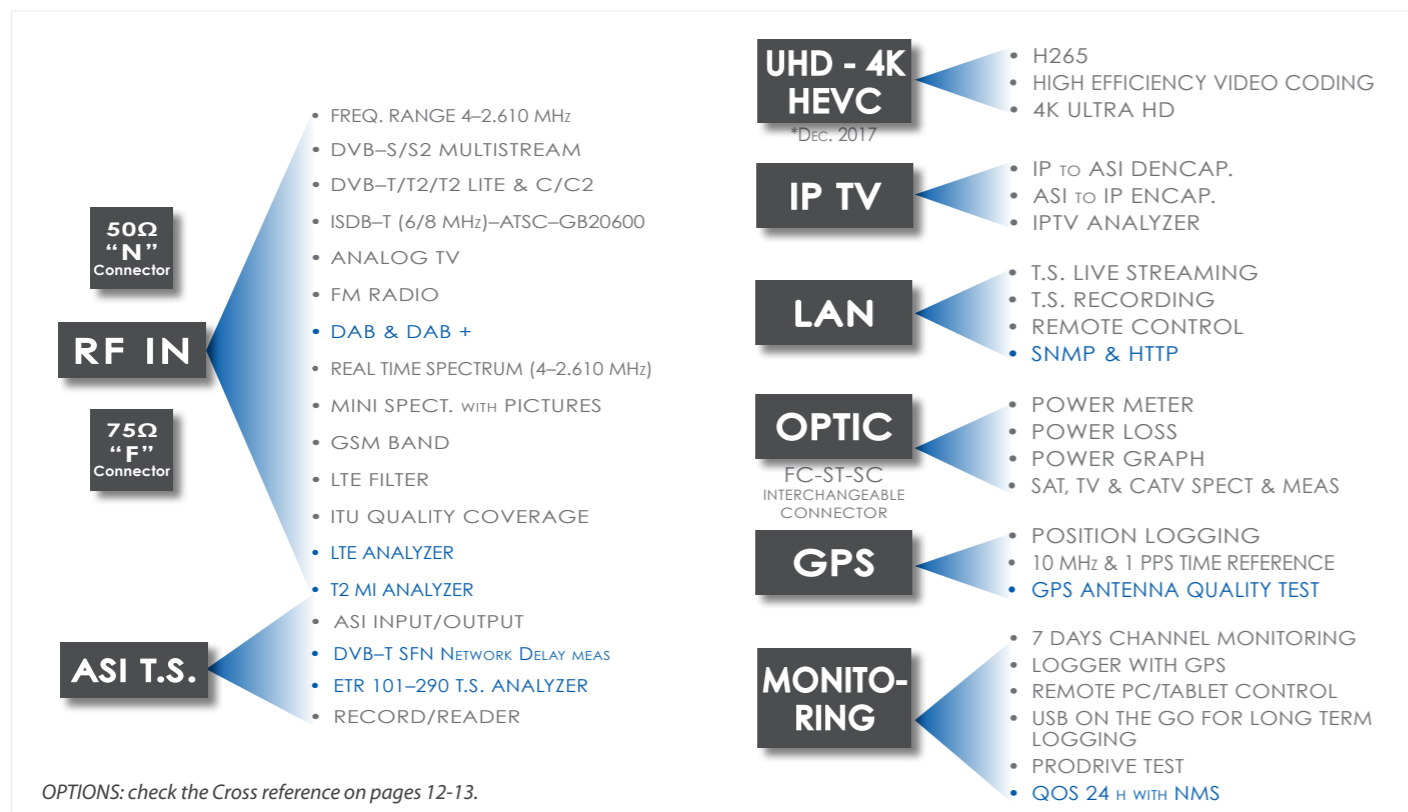 50Ω
“N”
Connector
RF IN
75Ω
“F”
Connector
• FREQ. RANGE 4–2.610 MHz
• DVB–S/S2 MULTISTREAM
• DVB–T/T2/T2 LITE & C/C2
• ISDB–T (6/8 MHz)–ATSC–GB20600
• ANALOG TV
• FM RADIO
• DAB & DAB +
• REAL TIME SPECTRUM (4–2.610 MHz)
• MINI SPECT. WITH PICTURES
• GSM BAND
• LTE FILTER
• ITU QUALITY COVERAGE
• LTE ANALYZER
• T2 MI ANALYZER
ASI T.S.
• ASI INPUT/OUTPUT
• DVB–T SFN NETWORK DELAY MEAS
• ETR 101–290 T.S. ANALYZER
• RECORD/READER
OPTIONS: check the Cross reference on pages 12-13.
UHD - 4K
HEVC
*DEC. 2017
• H265
• HIGH EFFICIENCY VIDEO CODING
• 4K ULTRA HD
IP TV
• IP TO ASI DENCAP.
• ASI TO IP ENCAP.
• IPTV ANALYZER
LAN
• T.S. LIVE STREAMING
• T.S. RECORDING
• REMOTE CONTROL
• SNMP & HTTP
OPTIC
FC-ST-SC
INTERCHANGEABLE
CONNECTOR
• POWER METER
• POWER LOSS
• POWER GRAPH
• SAT, TV & CATV SPECT & MEAS
GPS
• POSITION LOGGING
• 10 MHz & 1 PPS TIME REFERENCE
• GPS ANTENNA QUALITY TEST
MONITO-
RING
• 7 DAYS CHANNEL MONITORING
• LOGGER WITH GPS
• REMOTE PC/TABLET CONTROL
• USB ON THE GO FOR LONG TERM
LOGGING
• PRODRIVE TEST
• QOS 24 H WITH NMS